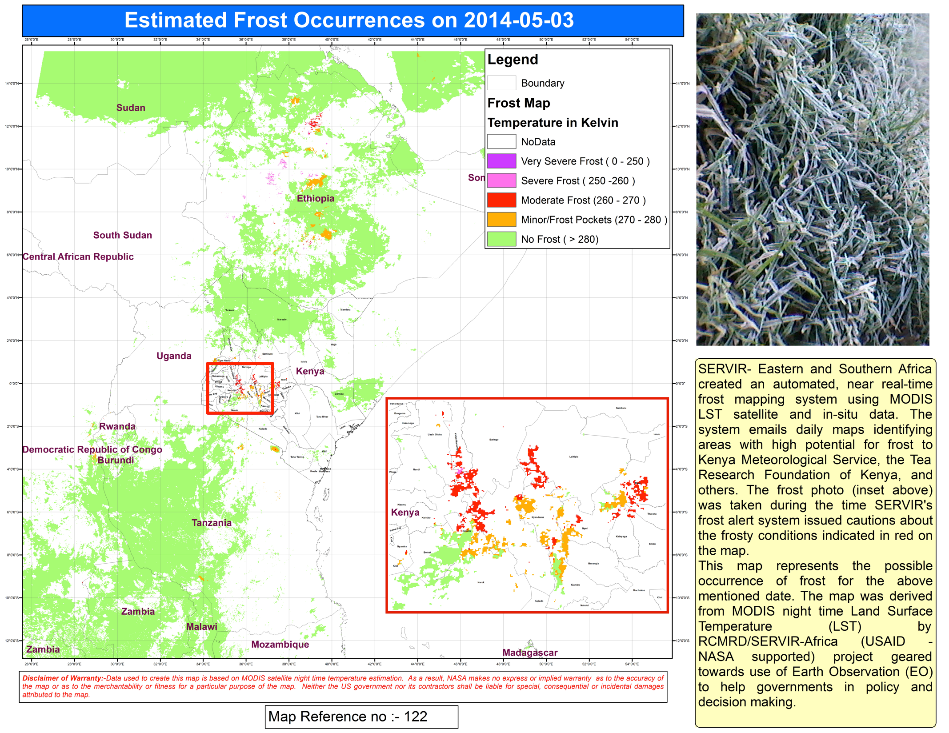 Estimated Frost Occurrences on 2014-05-03
Legend
Boundary
Frost Map
Temperature in Kelvin
NoData
Very Severe Frost ( 0 - 250 )
Severe Frost ( 250 -260 )
Moderate Frost (260 - 270 )
Minor/Frost Pockets (270 - 280 )
No Frost ( > 280)
Sudan
Son
Ethiopia
South Sudan
Central African Republic
Uganda
Kenya
Rwanda
Democratic Republic of Congo
Burundi
Kenya
Tanzania
Zambia
Malawi
Zambia
Mozambique
Madagascar
Disclaimer of Warranty:-Data used to create this map is based on MODIS satellite night time temperature estimation. As a result, NASA makes no express or implied warranty as to the accuracy of
the map or as to the merchantability or fitness for a particular purpose of the map. Neither the US government nor its contractors shall be liable for special, consequential or incidental damages
attributed to the map.
Map Reference no :- 122
SERVIR- Eastern and Southern Africa
created an automated, near real-time
frost mapping system using MODIS
LST satellite and in-situ data. The
system emails daily maps identifying
areas with high potential for frost to
Kenya Meteorological Service, the Tea
Research Foundation of Kenya, and
others. The frost photo (inset above)
was taken during the time SERVIR's
frost alert system issued cautions about
the frosty conditions indicated in red on
the map.
This map represents the possible
occurrence of frost for the above
mentioned date. The map was derived
from MODIS night time Land Surface
Temperature (LST) by
RCMRD/SERVIR-Africa (USAID -
NASA supported) project geared
towards use of Earth Observation (EO)
to help governments in policy and
decision making.